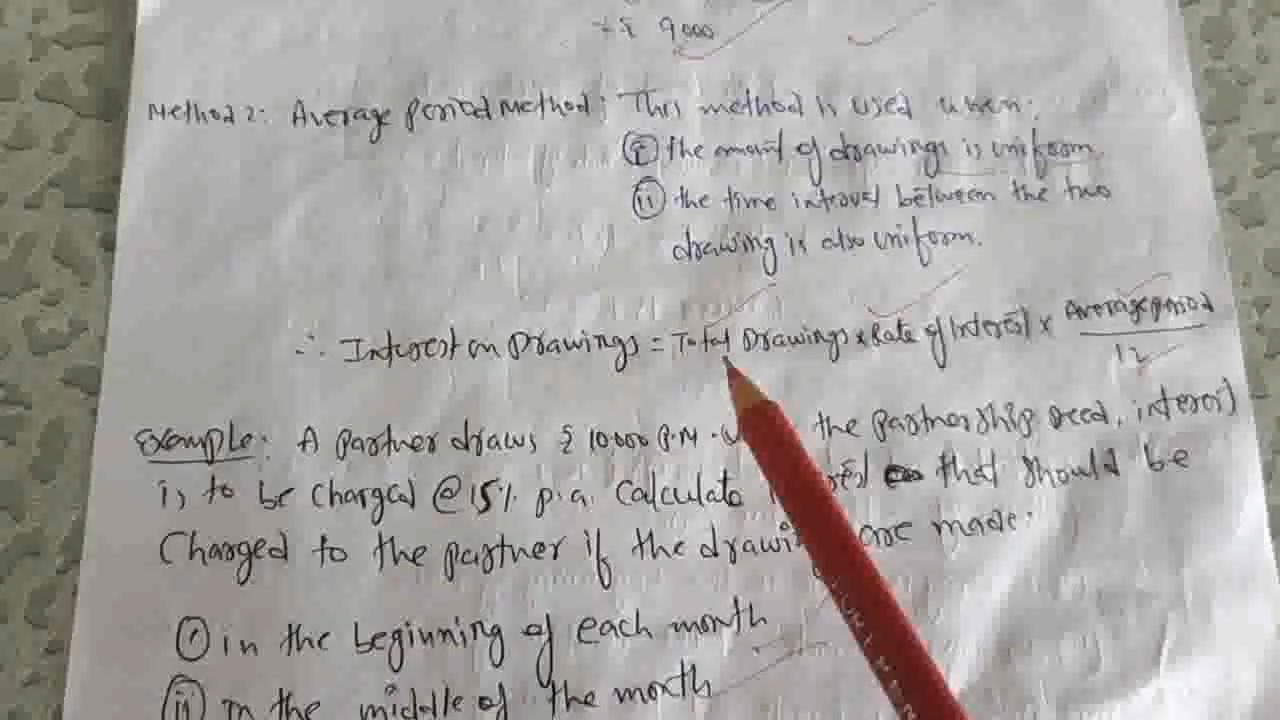 ÷ ₹ 9000
Method 2: Average period Method: This method is used when:
(i) the amount of drawings is uniform
(ii) the time interval between the two
drawing is also uniform.
∴ Interest on Drawings = Total Drawings × Rate of Interest × Average period / 12
Example: A partner draws ₹ 10,000 P.M. the partnership deed, interest
is to be charged @ 15% p.a. Calculate that should be
Charged to the partner if the are made:
(i) in the beginning of each month
(ii) In the middle of the month